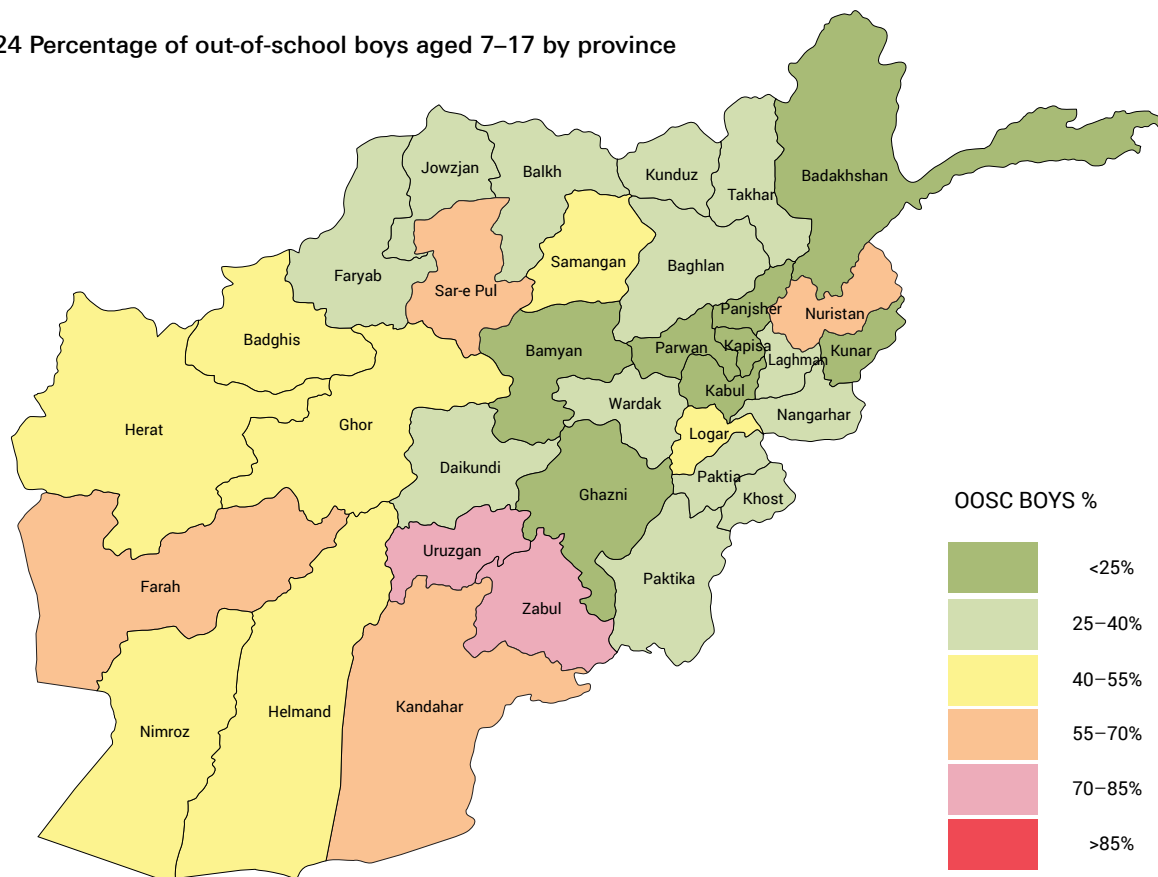 24 Percentage of out-of-school boys aged 7–17 by province
Jowzjan
Balkh
Kunduz
Takhar
Badakhshan
Faryab
Sar-e Pul
Samangan
Baghlan
Badghis
Panjsher
Nuristan
Bamyan
Parwan
Kapisa
Laghman
Kunar
Kabul
Herat
Ghor
Wardak
Nangarhar
Logar
Daikundi
Ghazni
Paktia
Khost
Uruzgan
Farah
Zabul
Paktika
Nimroz
Helmand
Kandahar
OOSC BOYS %
<25%
25–40%
40–55%
55–70%
70–85%
>85%